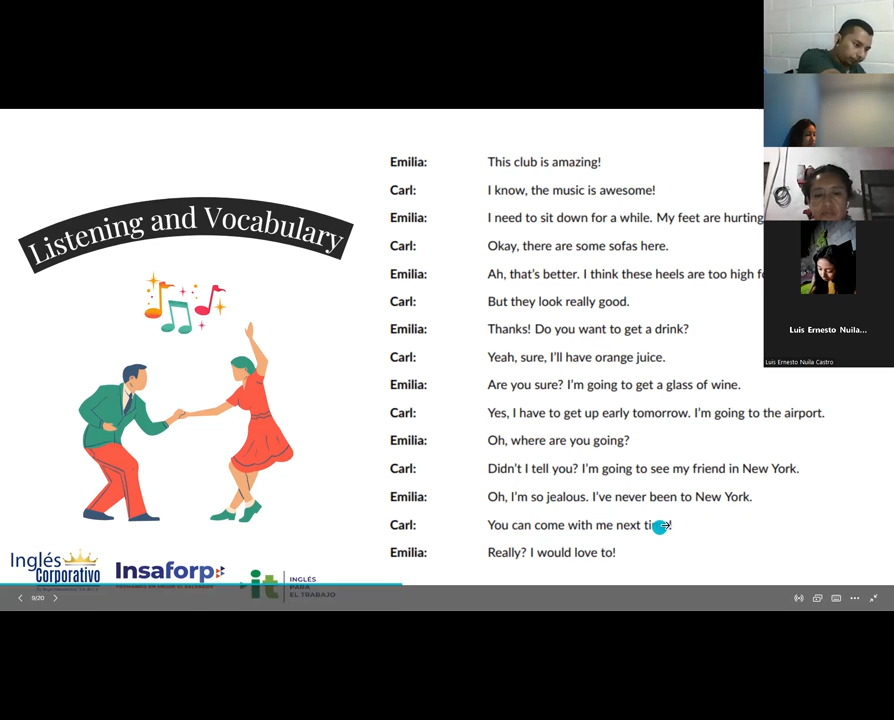 Listening and Vocabulary
Emilia: This club is amazing!
Carl: I know, the music is awesome!
Emilia: I need to sit down for a while. My feet are hurting
Carl: Okay, there are some sofas here.
Emilia: Ah, that's better. I think these heels are too high
Carl: But they look really good.
Emilia: Thanks! Do you want to get a drink?
Carl: Yeah, sure, I'll have orange juice.
Emilia: Are you sure? I'm going to get a glass of wine.
Carl: Yes, I have to get up early tomorrow. I'm going to the airport.
Emilia: Oh, where are you going?
Carl: Didn't I tell you? I'm going to see my friend in New York.
Emilia: Oh, I'm so jealous. I've never been to New York.
Carl: You can come with me next
Emilia: Really? I would love to!
Luis Ernesto Nuila...
Luis Ernesto Nuila Castro
Inglés
Corporativo
Insaforp
it
INGLÉS
PARA
EL TRABAJO
9/20